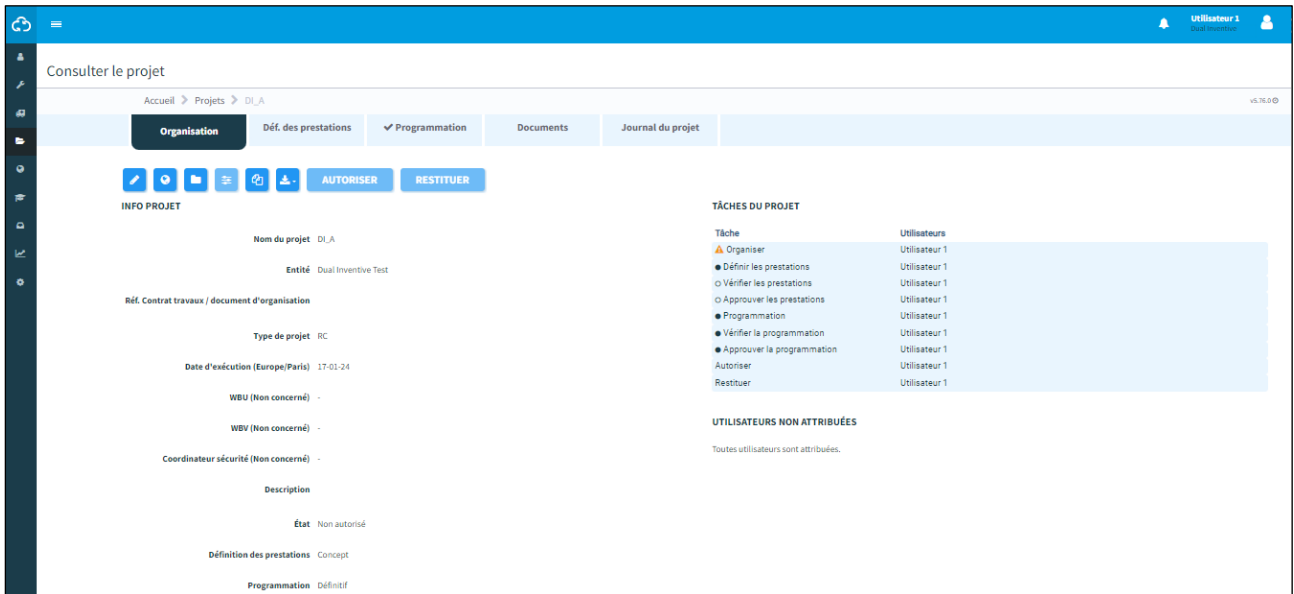 Utilisateur 1
Dual Inventive
Consulter le projet
Accueil Projets DI_A
v5.76.0
Organisation Déf. des prestations Programmation Documents Journal du projet
AUTORISER RESTITUER
INFO PROJET
Nom du projet DI_A
Entité Dual Inventive Test
Réf. Contrat travaux / document d'organisation
Type de projet RC
Date d'exécution (Europe/Paris) 17-01-24
WBU (Non concerné) -
WBV (Non concerné) -
Coordinateur sécurité (Non concerné) -
Description
État Non autorisé
Définition des prestations Concept
Programmation Définitif
TÂCHES DU PROJET
Tâche Utilisateurs
Organiser Utilisateur 1
Définir les prestations Utilisateur 1
Vérifier les prestations Utilisateur 1
Approuver les prestations Utilisateur 1
Programmation Utilisateur 1
Vérifier la programmation Utilisateur 1
Approuver la programmation Utilisateur 1
Autoriser Utilisateur 1
Restituer Utilisateur 1
UTILISATEURS NON ATTRIBUÉES
Toutes utilisateurs sont attribuées.